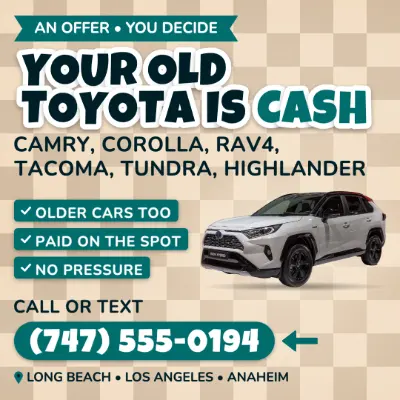 AN OFFER • YOU DECIDE
YOUR OLD
TOYOTA IS CASH
CAMRY, COROLLA, RAV4,
TACOMA, TUNDRA, HIGHLANDER
OLDER CARS TOO
PAID ON THE SPOT
NO PRESSURE
CALL OR TEXT
(747) 555-0194
LONG BEACH • LOS ANGELES • ANAHEIM